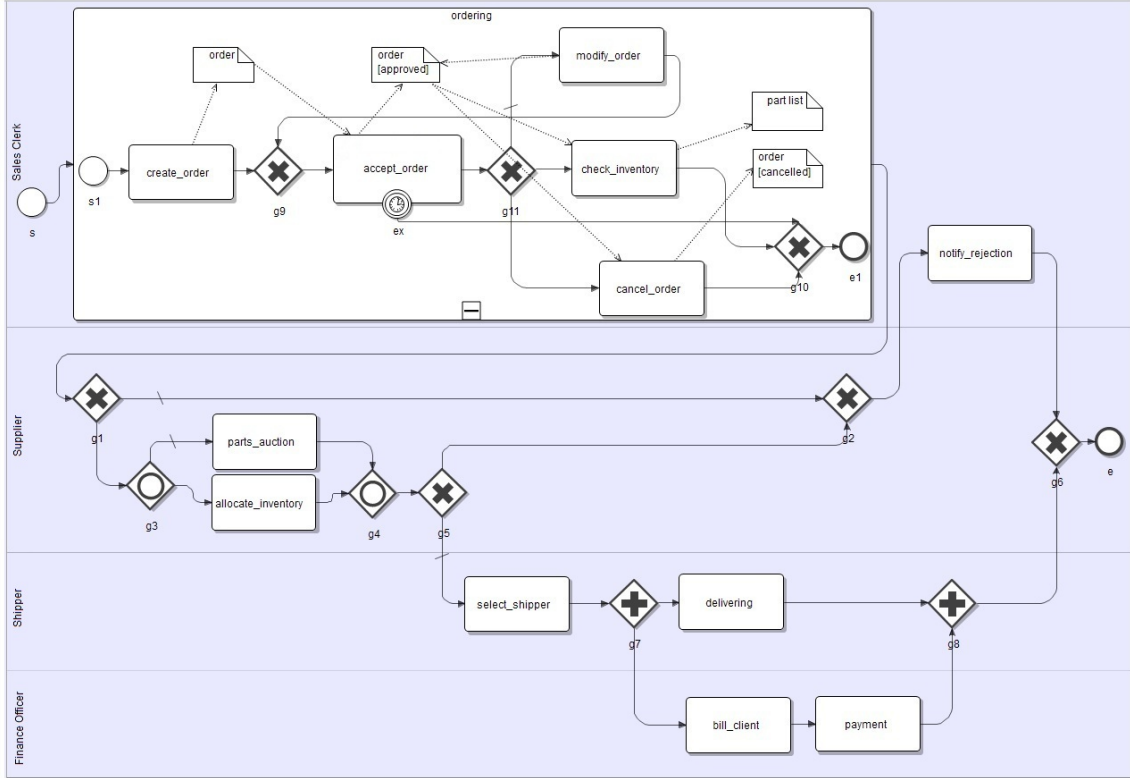 ordering
Sales Clerk
s
s1
create_order
order
g9
accept_order
ex
order
[approved]
g11
modify_order
check_inventory
cancel_order
part list
order
[cancelled]
g10
e1
notify_rejection
Supplier
g1
g3
parts_auction
allocate_inventory
g4
g5
g2
g6
e
Shipper
select_shipper
g7
delivering
g8
Finance Officer
bill_client
payment